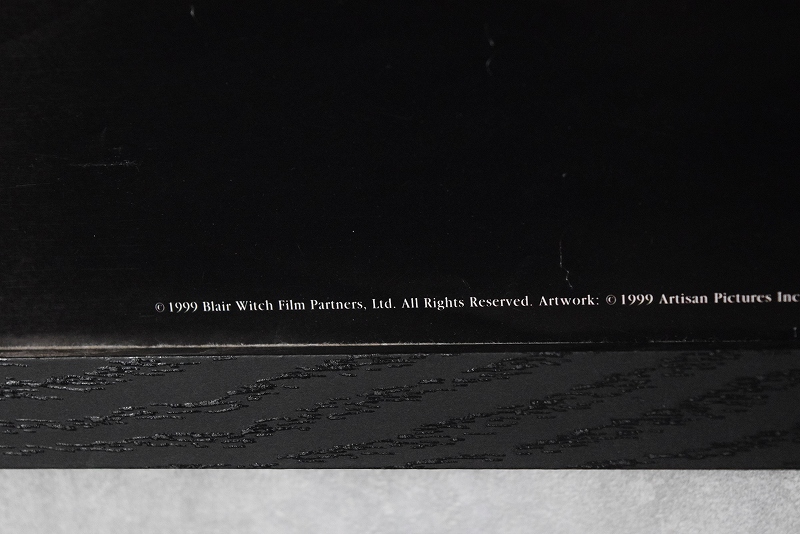 © 1999 Blair Witch Film Partners, Ltd. All Rights Reserved. Artwork: © 1999 Artisan Pictures Inc